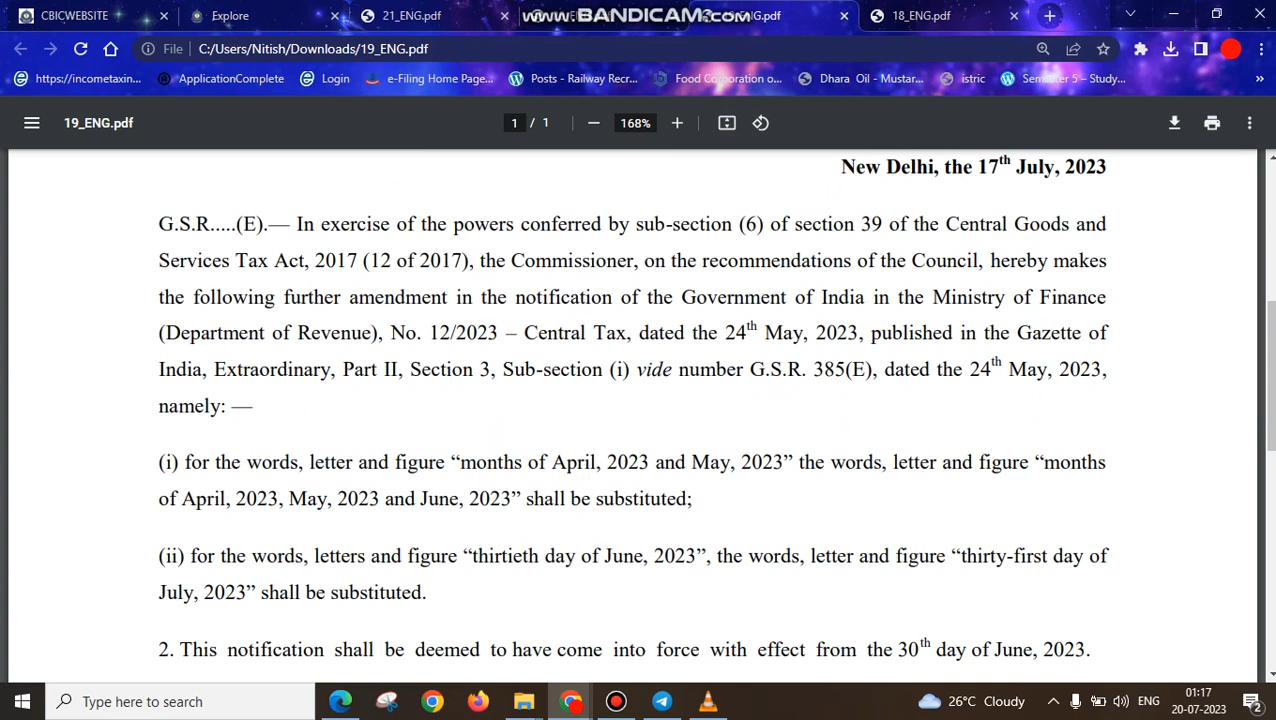 CBICWEBSITE
Explore
21_ENG.pdf
www.BANDICAM.com
.pdf
18_ENG.pdf
File C:/Users/Nitish/Downloads/19_ENG.pdf
https://incometaxin...
ApplicationComplete
Login
e-Filing Home Page...
Posts - Railway Recr...
Food Corporation o...
Dhara Oil - Mustar...
istric
Semester 5 – Study...
»
19_ENG.pdf
1 / 1
168%
New Delhi, the 17th July, 2023
G.S.R.....(E).— In exercise of the powers conferred by sub-section (6) of section 39 of the Central Goods and
Services Tax Act, 2017 (12 of 2017), the Commissioner, on the recommendations of the Council, hereby makes
the following further amendment in the notification of the Government of India in the Ministry of Finance
(Department of Revenue), No. 12/2023 – Central Tax, dated the 24th May, 2023, published in the Gazette of
India, Extraordinary, Part II, Section 3, Sub-section (i) vide number G.S.R. 385(E), dated the 24th May, 2023,
namely: —
(i) for the words, letter and figure “months of April, 2023 and May, 2023” the words, letter and figure “months
of April, 2023, May, 2023 and June, 2023” shall be substituted;
(ii) for the words, letters and figure “thirtieth day of June, 2023”, the words, letter and figure “thirty-first day of
July, 2023” shall be substituted.
2. This notification shall be deemed to have come into force with effect from the 30th day of June, 2023.
Type here to search
26°C Cloudy
ENG
01:17
20-07-2023
2